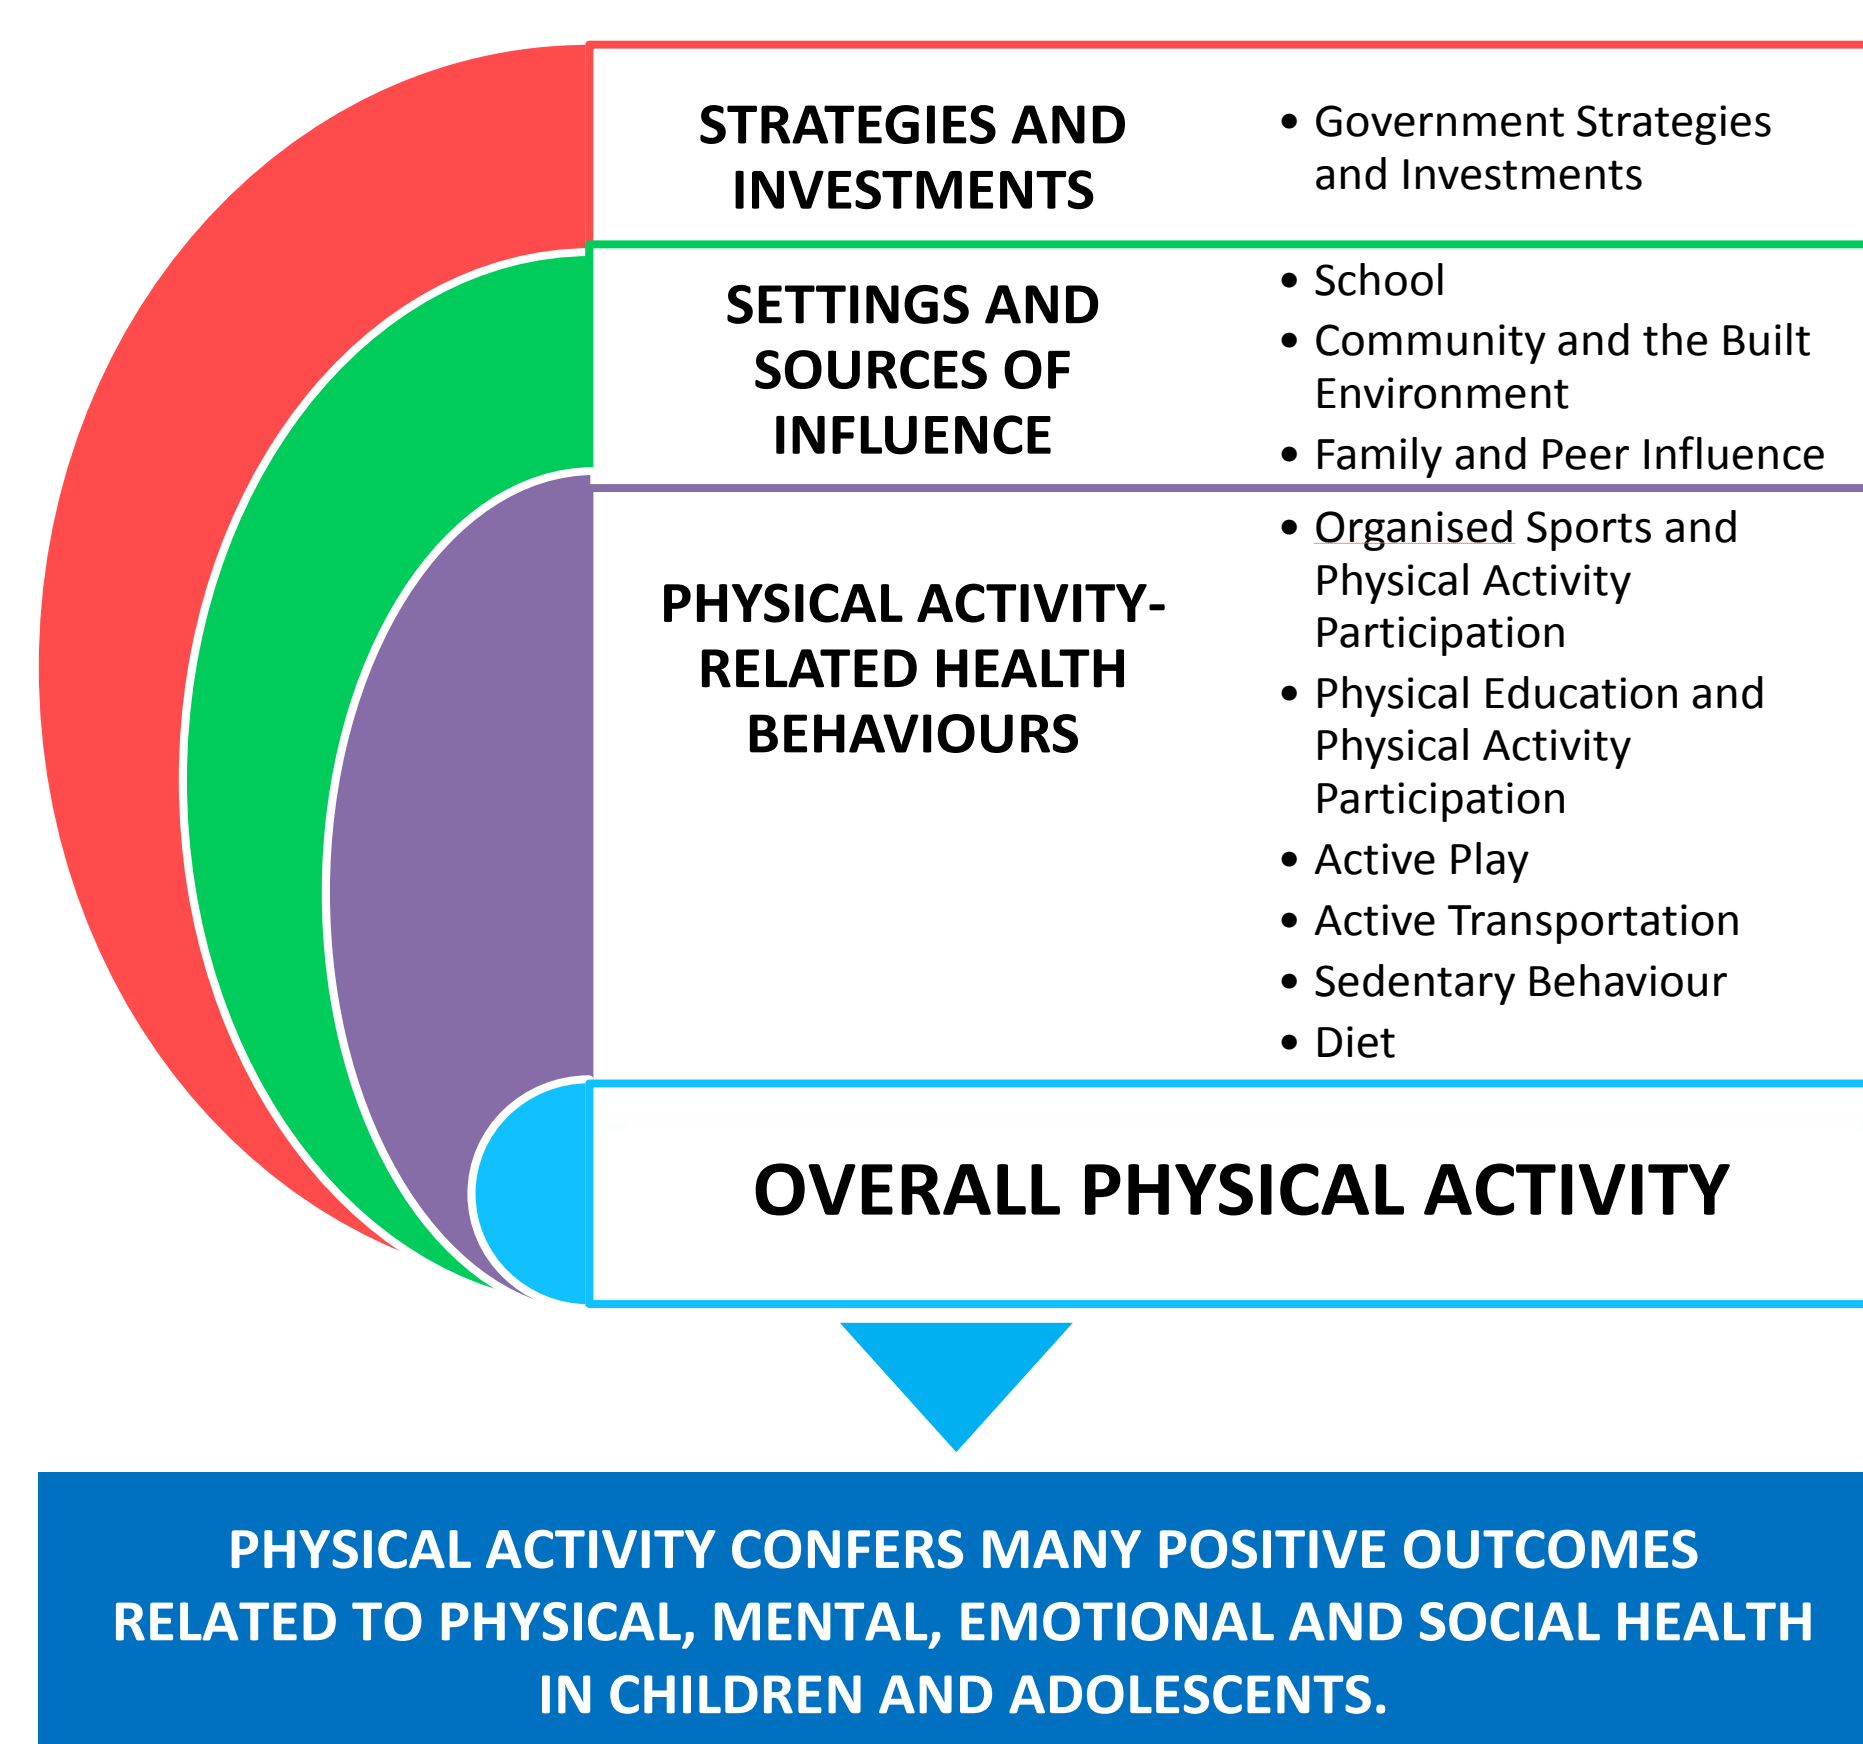 STRATEGIES AND
INVESTMENTS
• Government Strategies
and Investments
SETTINGS AND
SOURCES OF
INFLUENCE
• School
• Community and the Built
Environment
• Family and Peer Influence
PHYSICAL ACTIVITY-
RELATED HEALTH
BEHAVIOURS
• Organised Sports and
Physical Activity
Participation
• Physical Education and
Physical Activity
Participation
• Active Play
• Active Transportation
• Sedentary Behaviour
• Diet
OVERALL PHYSICAL ACTIVITY
PHYSICAL ACTIVITY CONFERS MANY POSITIVE OUTCOMES
RELATED TO PHYSICAL, MENTAL, EMOTIONAL AND SOCIAL HEALTH
IN CHILDREN AND ADOLESCENTS.